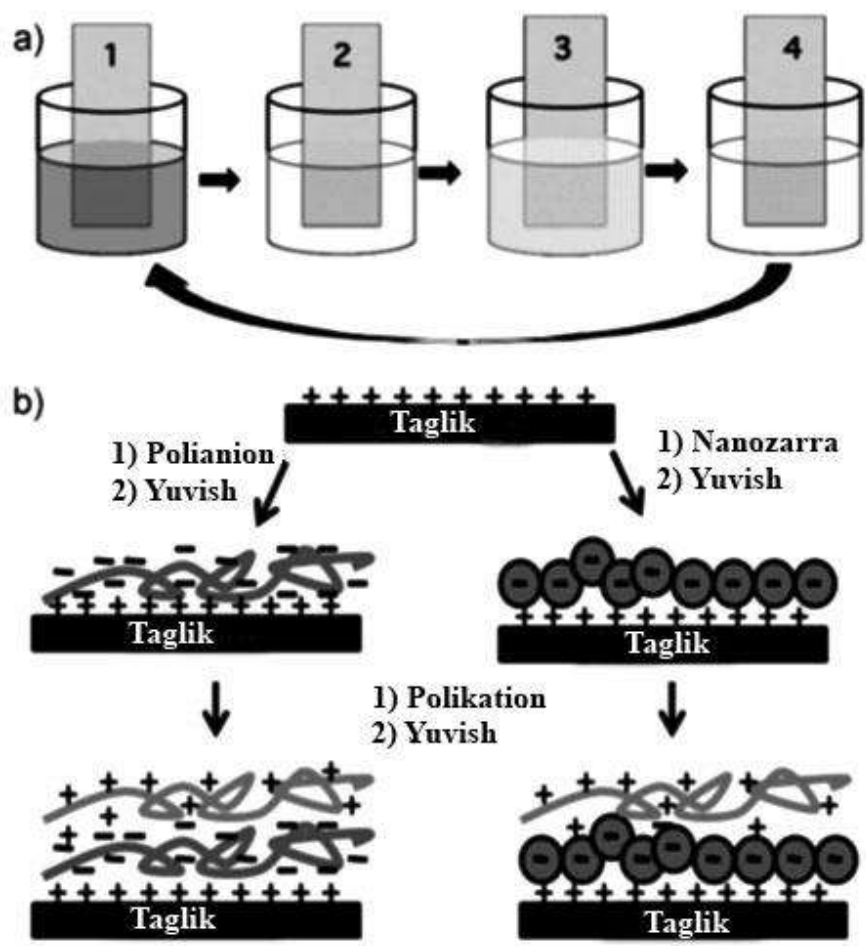 a)
1
2
3
4
b)
Taglik
1) Polianion
2) Yuvish
1) Nanozarra
2) Yuvish
Taglik
Taglik
1) Polikation
2) Yuvish
Taglik
Taglik